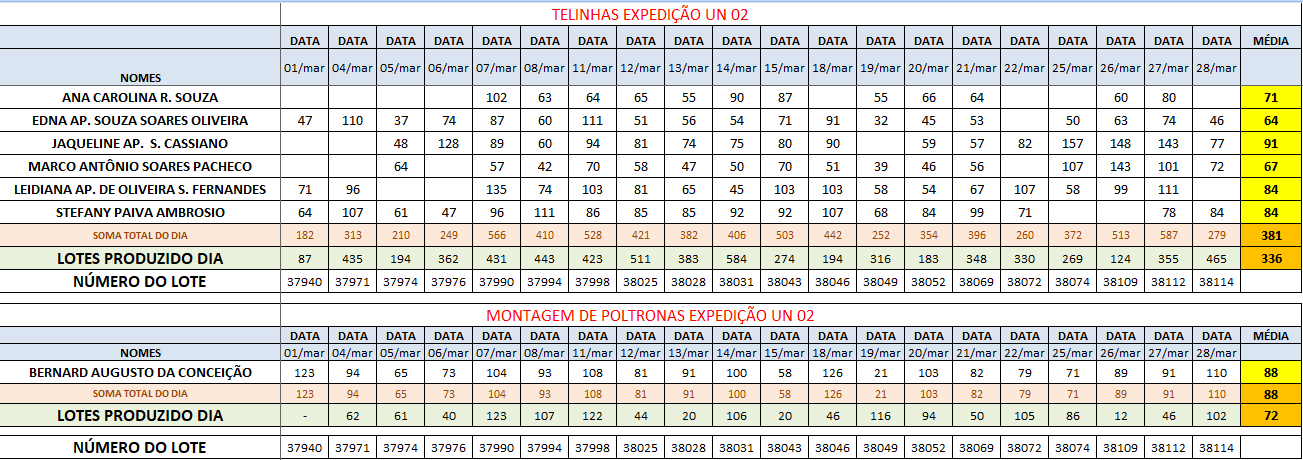 TELINHAS EXPEDIÇÃO UN 02
DATA DATA DATA DATA DATA DATA DATA DATA DATA DATA DATA DATA DATA DATA DATA DATA DATA DATA DATA DATA MÉDIA
NOMES 01/mar 04/mar 05/mar 06/mar 07/mar 08/mar 11/mar 12/mar 13/mar 14/mar 15/mar 18/mar 19/mar 20/mar 21/mar 22/mar 25/mar 26/mar 27/mar 28/mar
ANA CAROLINA R. SOUZA 102 63 64 65 55 90 87 55 66 64 60 80 71
EDNA AP. SOUZA SOARES OLIVEIRA 47 110 37 74 87 60 111 51 56 54 71 91 32 45 53 50 63 74 46 64
JAQUELINE AP. S. CASSIANO 48 128 89 60 94 81 74 75 80 90 59 57 82 157 148 143 77 91
MARCO ANTÔNIO SOARES PACHECO 64 57 42 70 58 47 50 70 51 39 46 56 107 143 101 72 67
LEIDIANA AP. DE OLIVEIRA S. FERNANDES 71 96 135 74 103 81 65 45 103 103 58 54 67 107 58 99 111 84
STEFANY PAIVA AMBROSIO 64 107 61 47 96 111 86 85 85 92 92 107 68 84 99 71 78 84 84
SOMA TOTAL DO DIA 182 313 210 249 566 410 528 421 382 406 503 442 252 354 396 260 372 513 587 279 381
LOTES PRODUZIDO DIA 87 435 194 362 431 443 423 511 383 584 274 194 316 183 348 330 269 124 355 465 336
NÚMERO DO LOTE 37940 37971 37974 37976 37990 37994 37998 38025 38028 38031 38043 38046 38049 38052 38069 38072 38074 38109 38112 38114
MONTAGEM DE POLTRONAS EXPEDIÇÃO UN 02
DATA DATA DATA DATA DATA DATA DATA DATA DATA DATA DATA DATA DATA DATA DATA DATA DATA DATA DATA DATA MÉDIA
NOMES 01/mar 04/mar 05/mar 06/mar 07/mar 08/mar 11/mar 12/mar 13/mar 14/mar 15/mar 18/mar 19/mar 20/mar 21/mar 22/mar 25/mar 26/mar 27/mar 28/mar
BERNARD AUGUSTO DA CONCEIÇÃO 123 94 65 73 104 93 108 81 91 100 58 126 21 103 82 79 71 89 91 110 88
SOMA TOTAL DO DIA 123 94 65 73 104 93 108 81 91 100 58 126 21 103 82 79 71 89 91 110 88
LOTES PRODUZIDO DIA - 62 61 40 123 107 122 44 20 106 20 46 116 94 50 105 86 12 46 102 72
NÚMERO DO LOTE 37940 37971 37974 37976 37990 37994 37998 38025 38028 38031 38043 38046 38049 38052 38069 38072 38074 38109 38112 38114